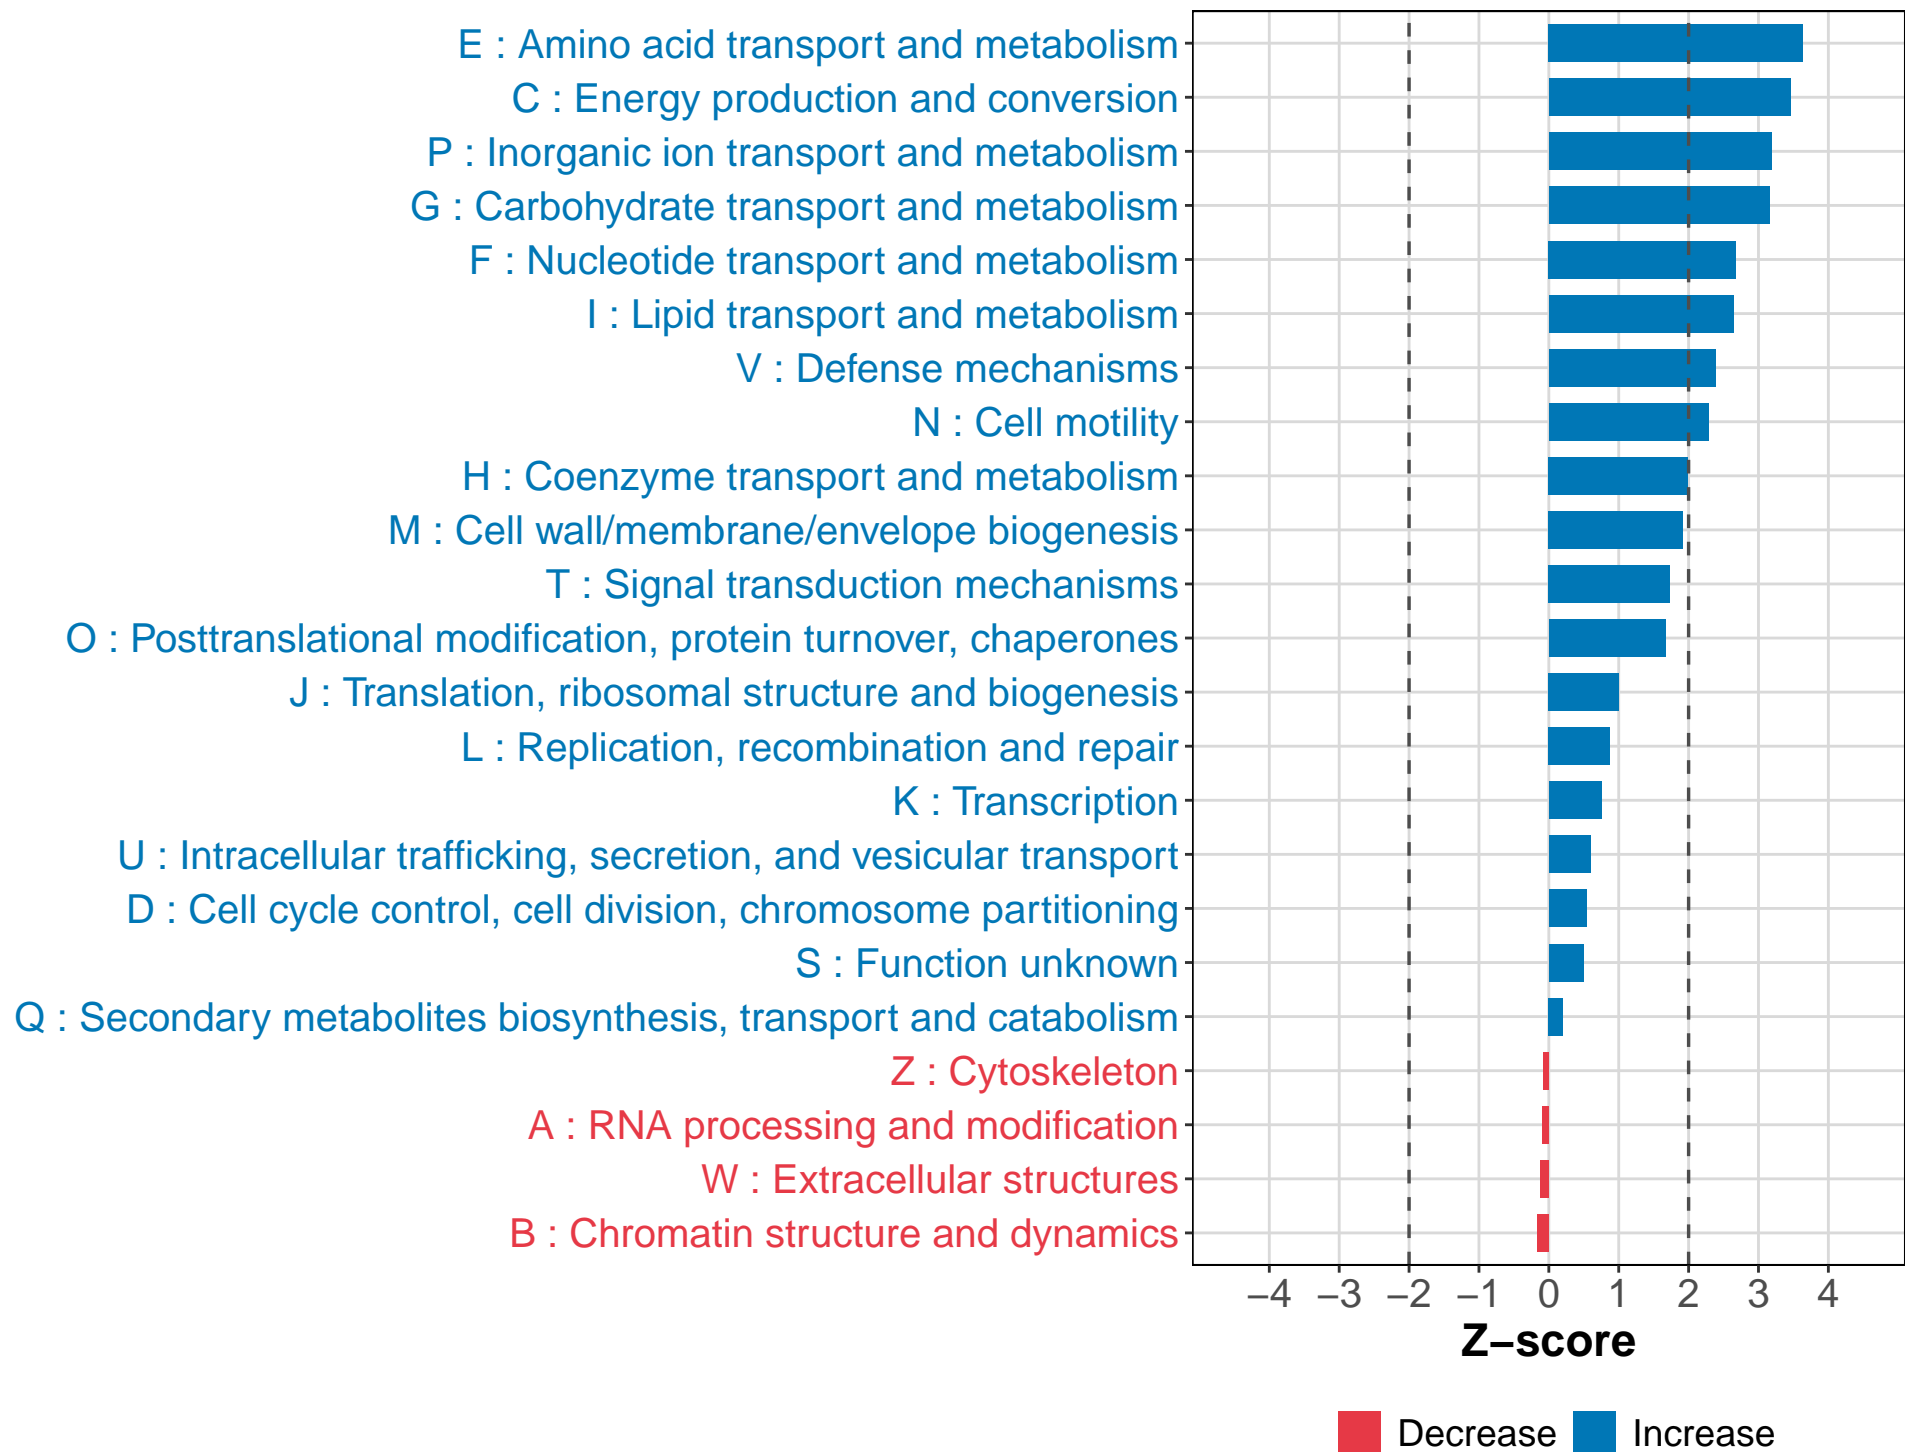 E : Amino acid transport and metabolism
C : Energy production and conversion
P : Inorganic ion transport and metabolism
G : Carbohydrate transport and metabolism
F : Nucleotide transport and metabolism
I : Lipid transport and metabolism
V : Defense mechanisms
N : Cell motility
H : Coenzyme transport and metabolism
M : Cell wall/membrane/envelope biogenesis
T : Signal transduction mechanisms
O : Posttranslational modification, protein turnover, chaperones
J : Translation, ribosomal structure and biogenesis
L : Replication, recombination and repair
K : Transcription
U : Intracellular trafficking, secretion, and vesicular transport
D : Cell cycle control, cell division, chromosome partitioning
S : Function unknown
Q : Secondary metabolites biosynthesis, transport and catabolism
Z : Cytoskeleton
A : RNA processing and modification
W : Extracellular structures
B : Chromatin structure and dynamics
−4 −3 −2 −1 0 1 2 3 4
Z−score
Decrease Increase